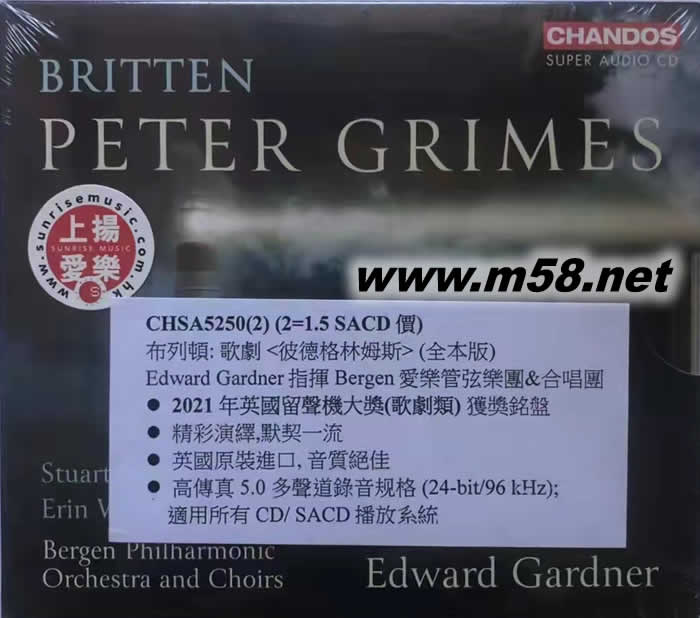 CHANDOS
SUPER AUDIO CD
BRITTEN
PETER GRIMES
www.sunrisemusic.com.hk
上揚
SUNRISE MUSIC
愛樂
S
www.m58.net
CHSA5250(2) (2=1.5 SACD 價)
布列頓: 歌劇 <彼德格林姆斯> (全本版)
Edward Gardner 指揮 Bergen 愛樂管弦樂團&合唱團
● 2021 年英國留聲機大獎(歌劇類) 獲獎銘盤
● 精彩演繹,默契一流
● 英國原裝進口, 音質絕佳
● 高傳真 5.0 多聲道錄音规格 (24-bit/96 kHz);
適用所有 CD/ SACD 播放系統
Stuart
Erin
Bergen Philharmonic
Orchestra and Choirs
Edward Gardner